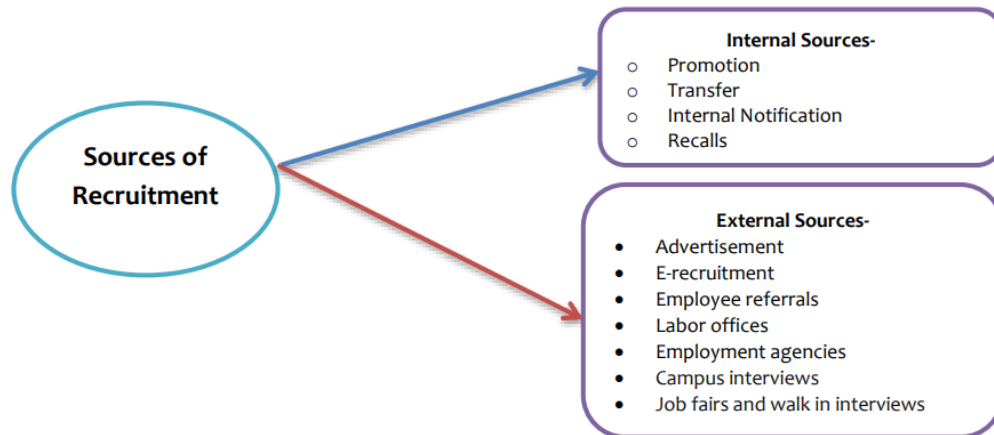 Sources of
Recruitment
Internal Sources-
o Promotion
o Transfer
o Internal Notification
o Recalls
External Sources-
• Advertisement
• E-recruitment
• Employee referrals
• Labor offices
• Employment agencies
• Campus interviews
• Job fairs and walk in interviews